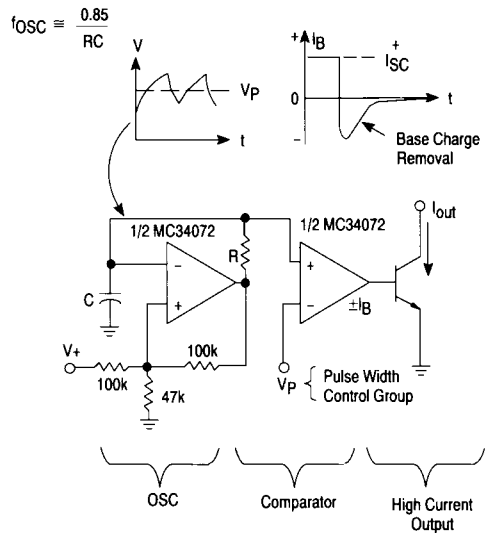 fOSC ≅ 0.85
RC
V
VP
t
+ IB
+
ISC
0
t
–
Base Charge
Removal
Iout
1/2 MC34072
1/2 MC34072
R
–
+
+
–
C
±IB
V+
100k
100k
47k
VP { Pulse Width
Control Group
OSC
Comparator
High Current
Output